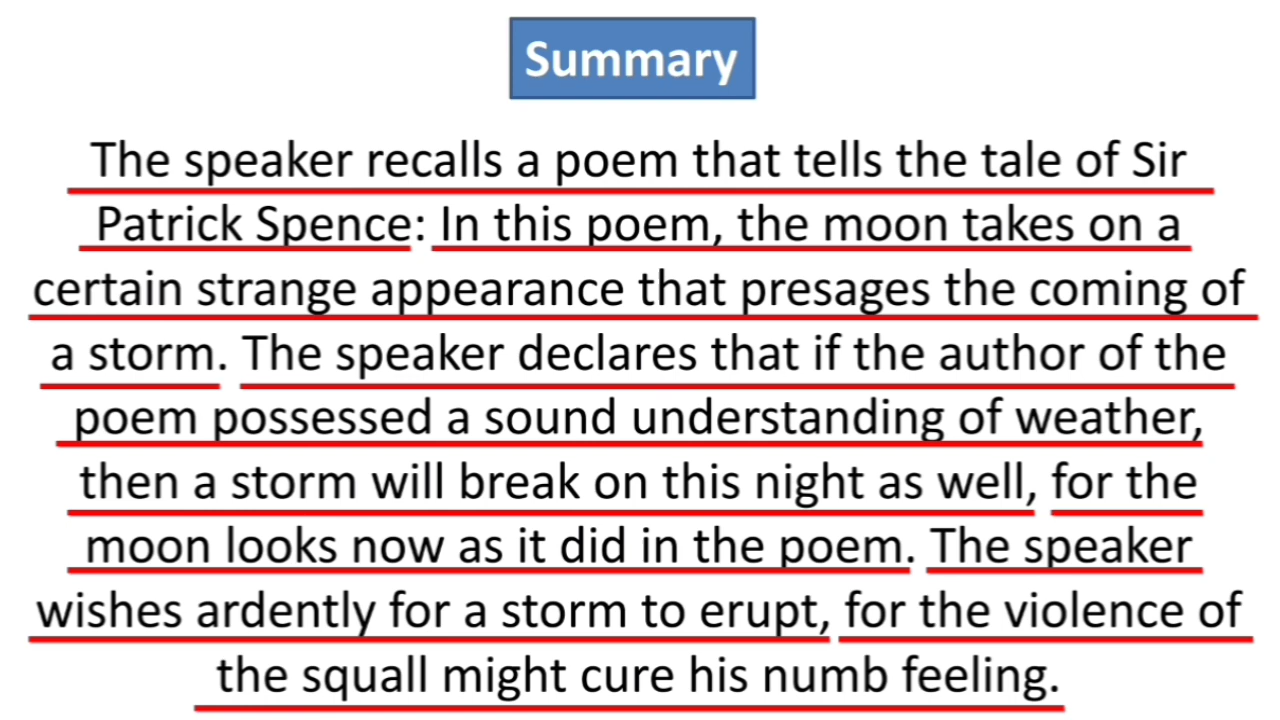 Summary
The speaker recalls a poem that tells the tale of Sir
Patrick Spence: In this poem, the moon takes on a
certain strange appearance that presages the coming of
a storm. The speaker declares that if the author of the
poem possessed a sound understanding of weather,
then a storm will break on this night as well, for the
moon looks now as it did in the poem. The speaker
wishes ardently for a storm to erupt, for the violence of
the squall might cure his numb feeling.